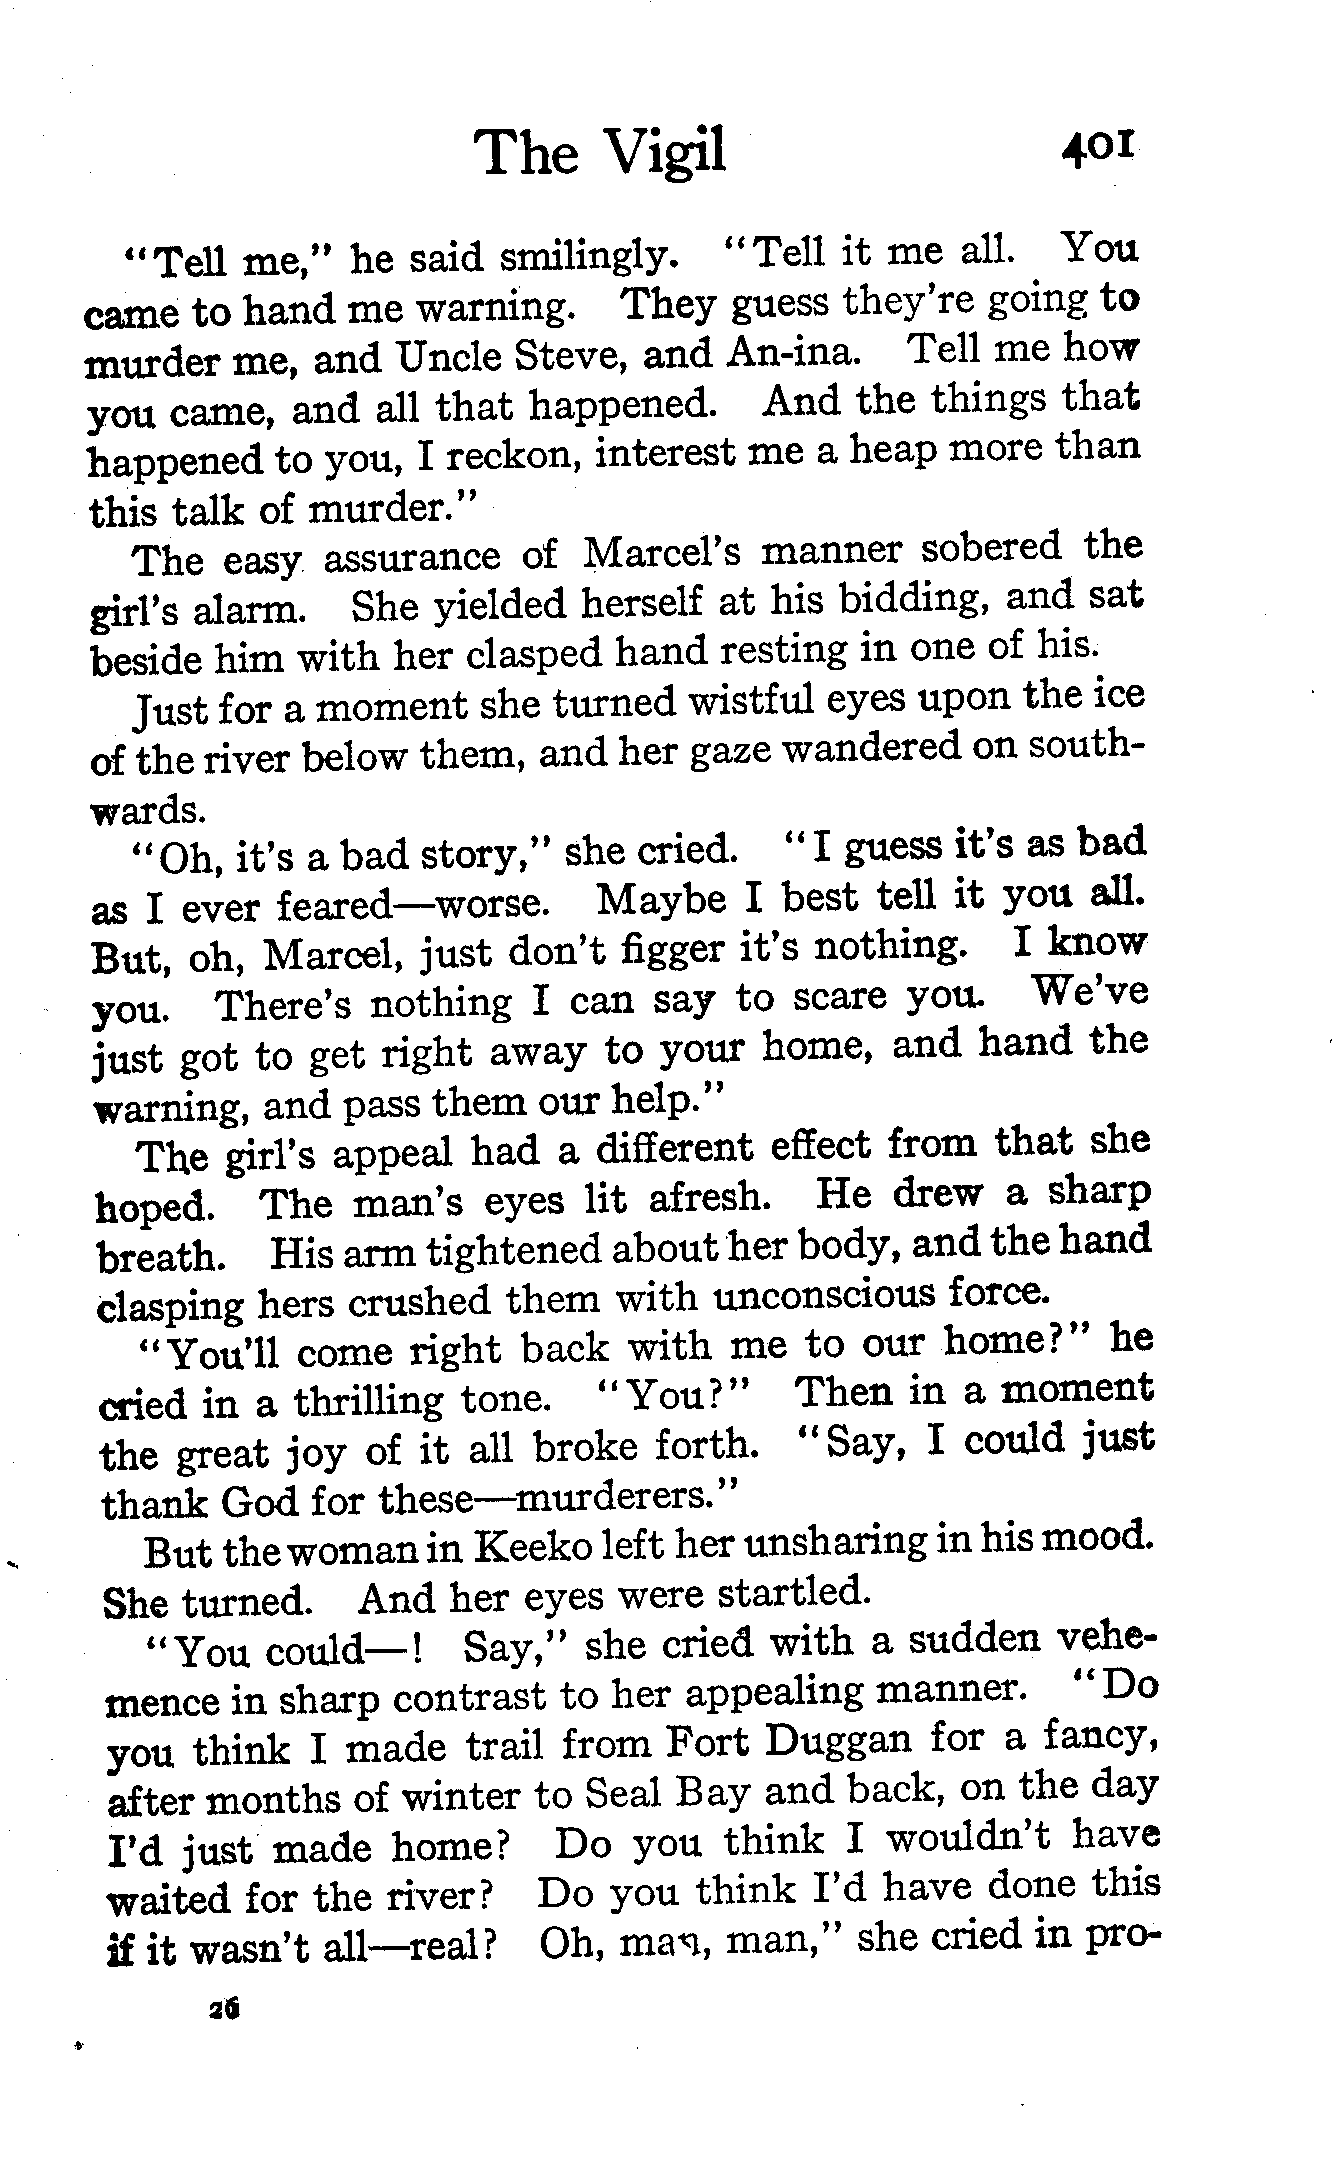 The Vigil 401
"Tell me," he said smilingly. "Tell it me all. You
came to hand me warning. They guess they're going to
murder me, and Uncle Steve, and An-ina. Tell me how
you came, and all that happened. And the things that
happened to you, I reckon, interest me a heap more than
this talk of murder."
The easy assurance of Marcel's manner sobered the
girl's alarm. She yielded herself at his bidding, and sat
beside him with her clasped hand resting in one of his.
Just for a moment she turned wistful eyes upon the ice
of the river below them, and her gaze wandered on south-
wards.
"Oh, it's a bad story," she cried. "I guess it's as bad
as I ever feared—worse. Maybe I best tell it you all.
But, oh, Marcel, just don't figger it's nothing. I know
you. There's nothing I can say to scare you. We've
just got to get right away to your home, and hand the
warning, and pass them our help."
The girl's appeal had a different effect from that she
hoped. The man's eyes lit afresh. He drew a sharp
breath. His arm tightened about her body, and the hand
clasping hers crushed them with unconscious force.
"You'll come right back with me to our home?" he
cried in a thrilling tone. "You?" Then in a moment
the great joy of it all broke forth. "Say, I could just
thank God for these—murderers."
But the woman in Keeko left her unsharing in his mood.
She turned. And her eyes were startled.
"You could—! Say," she cried with a sudden vehe-
mence in sharp contrast to her appealing manner. "Do
you think I made trail from Fort Duggan for a fancy,
after months of winter to Seal Bay and back, on the day
I'd just made home? Do you think I wouldn't have
waited for the river? Do you think I'd have done this
if it wasn't all—real? Oh, man, man," she cried in pro-
26